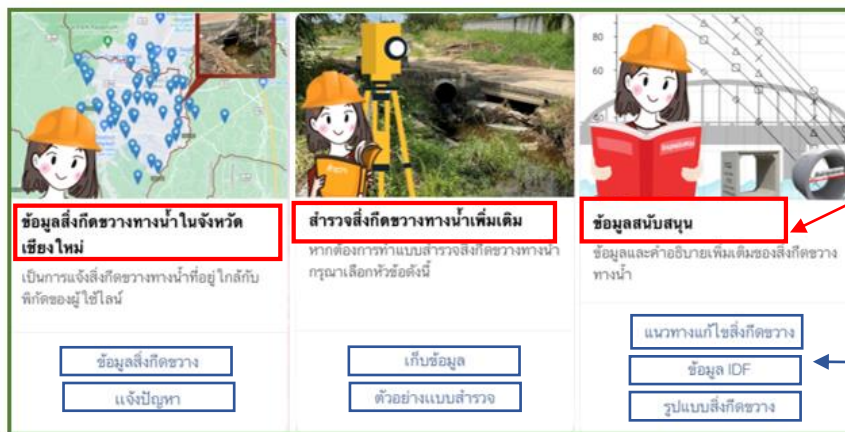 ข้อมูลสิ่งกีดขวางทางน้ำในจังหวัด
เชียงใหม่
เป็นการแจ้งสิ่งกีดขวางทางน้ำที่อยู่ใกล้กับ
พิกัดของผู้ใช้ไลน์
ข้อมูลสิ่งกีดขวาง
แจ้งปัญหา
สำรวจ
สำรวจสิ่งกีดขวางทางน้ำเพิ่มเติม
หากต้องการทำแบบสำรวจสิ่งกีดขวางทางน้ำ
กรุณาเลือกหัวข้อดังนี้
เก็บข้อมูล
ตัวอย่างแบบสำรวจ
80
60
ข้อมูลสนับสนุน
ข้อมูลและคำอธิบายเพิ่มเติมของสิ่งกีดขวาง
ทางน้ำ
แนวทางแก้ไขสิ่งกีดขวาง
ข้อมูล IDF
รูปแบบสิ่งกีดขวาง